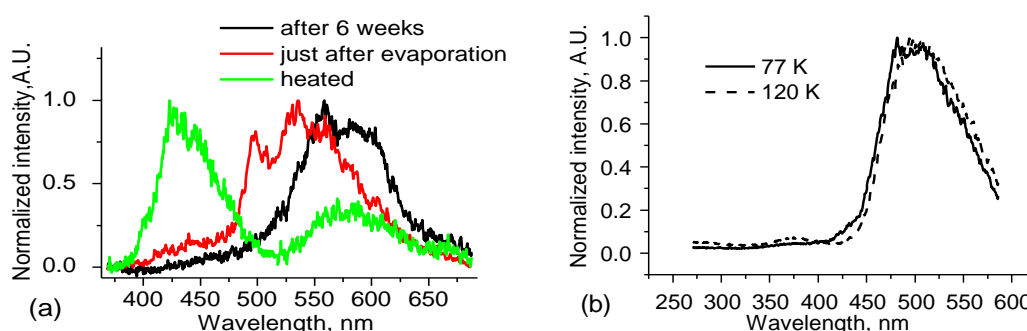 after 6 weeks
just after evaporation
heated
Normalized intensity,A.U.
1.0
0.5
0.0
400 450 500 550 600 650
(a)
Wavelength, nm
77 K
120 K
Normalized intensity, A.U.
1.0
0.8
0.6
0.4
0.2
0.0
250 300 350 400 450 500 550 600
(b)
Wavelength, nm